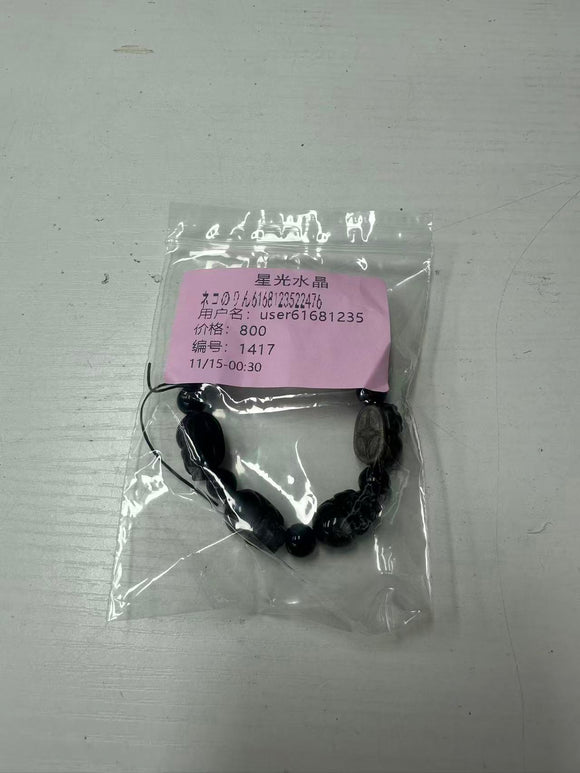 星光水晶
ネコのりん6168123522476
用户名：user61681235
价格：800
编号：1417
11/15-00:30